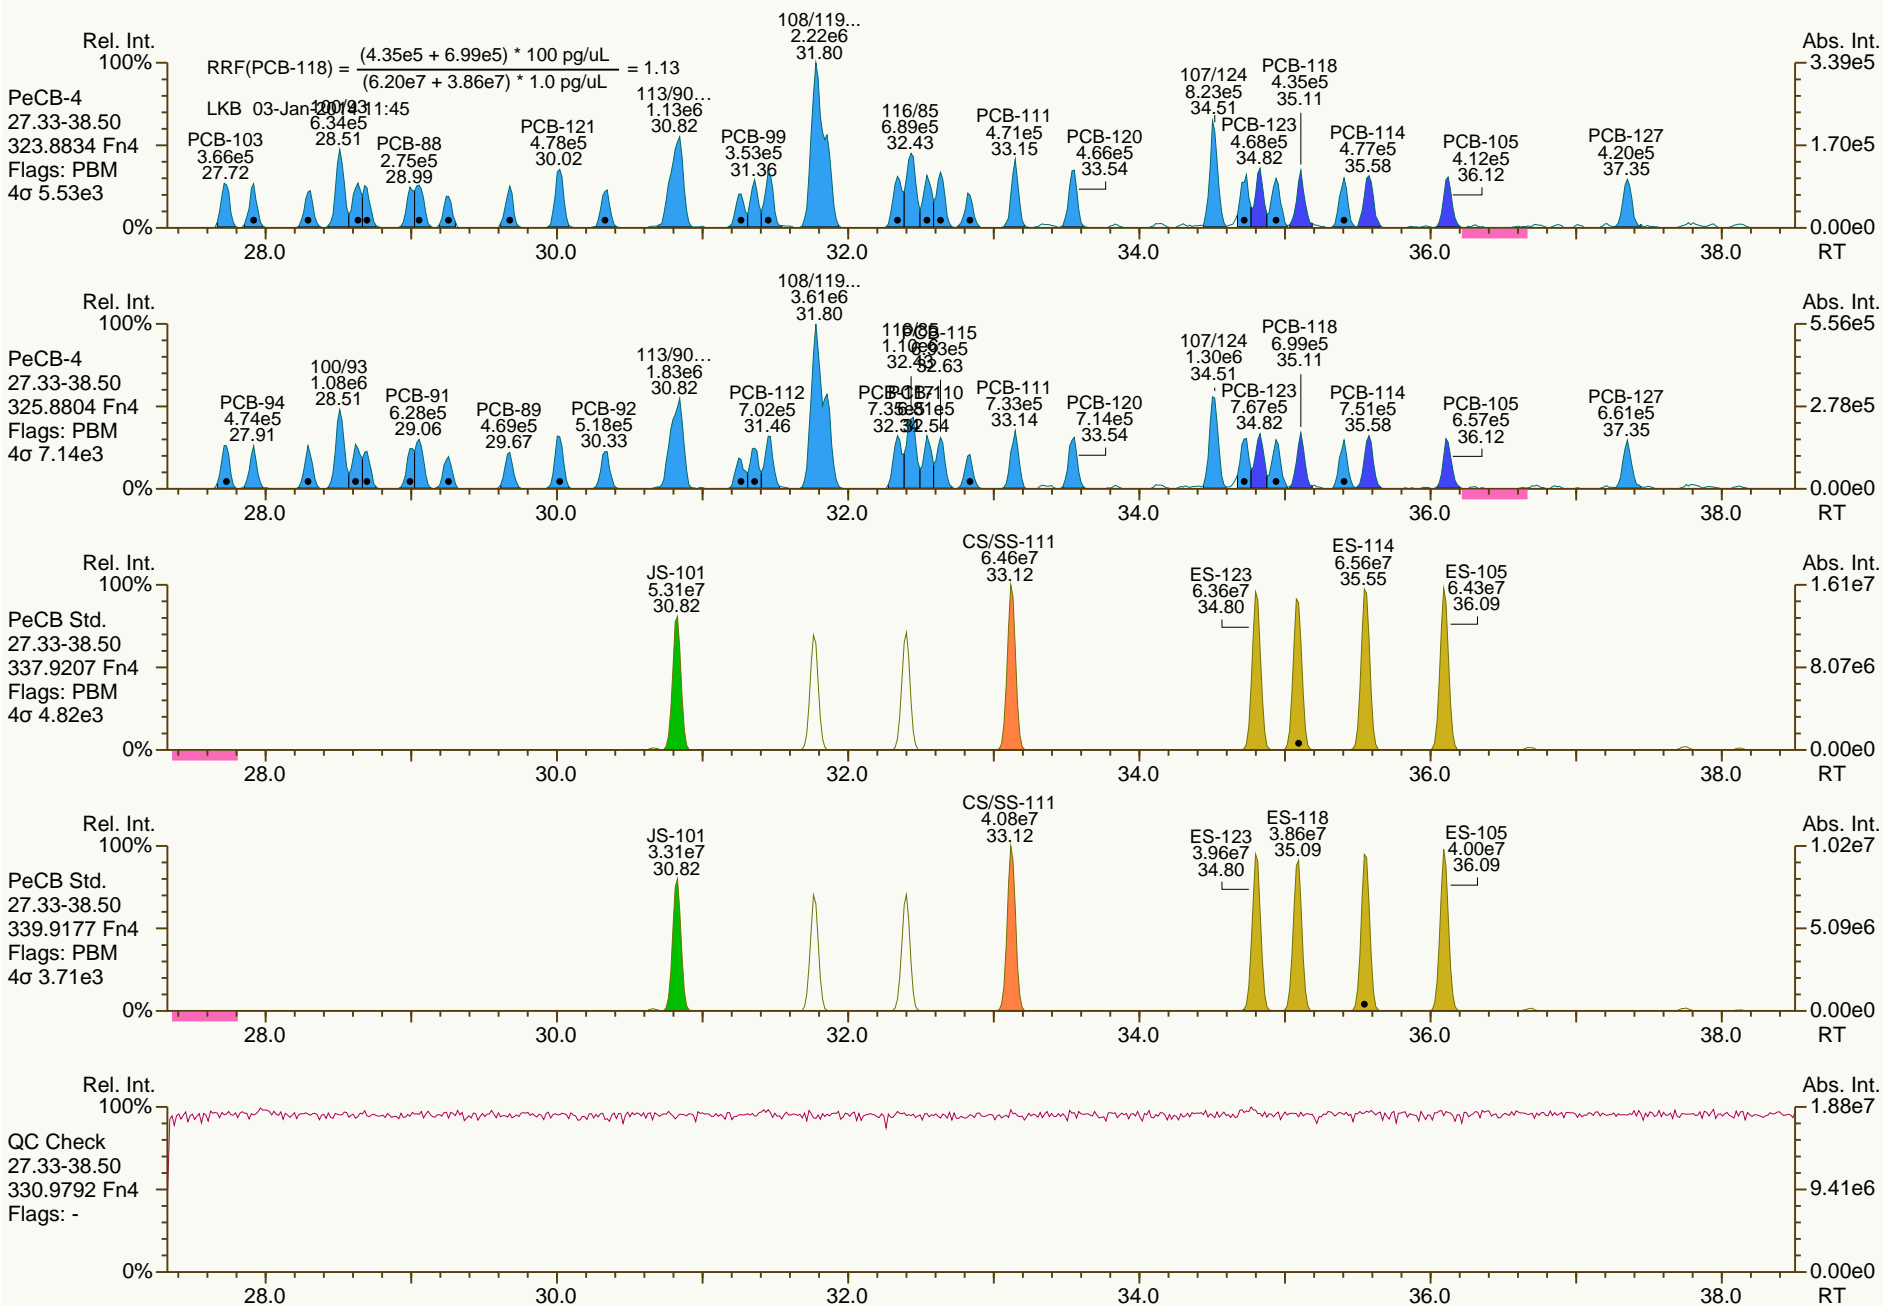 RRF(PCB-118) = (4.35e5 + 6.99e5) * 100 pg/uL / (6.20e7 + 3.86e7) * 1.0 pg/uL = 1.13
LKB 03-Jan-2014 11:45
Rel. Int.
100%
0%
PeCB-4
27.33-38.50
323.8834 Fn4
Flags: PBM
4σ 5.53e3
PCB-103
3.66e5
27.72
100/93
6.34e5
28.51
PCB-88
2.75e5
28.99
PCB-121
4.78e5
30.02
113/90...
1.13e6
30.82
PCB-99
3.53e5
31.36
108/119...
2.22e6
31.80
116/85
6.89e5
32.43
PCB-111
4.71e5
33.15
PCB-120
4.66e5
33.54
107/124
8.23e5
34.51
PCB-123
4.68e5
34.82
PCB-118
4.35e5
35.11
PCB-114
4.77e5
35.58
PCB-105
4.12e5
36.12
PCB-127
4.20e5
37.35
Abs. Int.
3.39e5
1.70e5
0.00e0
28.0 30.0 32.0 34.0 36.0 38.0 RT
Rel. Int.
100%
0%
PeCB-4
27.33-38.50
325.8804 Fn4
Flags: PBM
4σ 7.14e3
PCB-94
4.74e5
27.91
100/93
1.08e6
28.51
PCB-91
6.28e5
29.06
PCB-89
4.69e5
29.67
PCB-92
5.18e5
30.33
113/90...
1.83e6
30.82
PCB-112
7.02e5
31.46
108/119...
3.61e6
31.80
116/85
1.10e6
32.43
PCB-115
6.93e5
32.63
32.54
PCB-111
7.33e5
33.14
PCB-120
7.14e5
33.54
107/124
1.30e6
34.51
PCB-123
7.67e5
34.82
PCB-118
6.99e5
35.11
PCB-114
7.51e5
35.58
PCB-105
6.57e5
36.12
PCB-127
6.61e5
37.35
Abs. Int.
5.56e5
2.78e5
0.00e0
28.0 30.0 32.0 34.0 36.0 38.0 RT
Rel. Int.
100%
0%
PeCB Std.
27.33-38.50
337.9207 Fn4
Flags: PBM
4σ 4.82e3
JS-101
5.31e7
30.82
CS/SS-111
6.46e7
33.12
ES-123
6.36e7
34.80
ES-114
6.56e7
35.55
ES-105
6.43e7
36.09
Abs. Int.
1.61e7
8.07e6
0.00e0
28.0 30.0 32.0 34.0 36.0 38.0 RT
Rel. Int.
100%
0%
PeCB Std.
27.33-38.50
339.9177 Fn4
Flags: PBM
4σ 3.71e3
JS-101
3.31e7
30.82
CS/SS-111
4.08e7
33.12
ES-123
3.96e7
34.80
ES-118
3.86e7
35.09
ES-105
4.00e7
36.09
Abs. Int.
1.02e7
5.09e6
0.00e0
28.0 30.0 32.0 34.0 36.0 38.0 RT
Rel. Int.
100%
0%
QC Check
27.33-38.50
330.9792 Fn4
Flags: -
Abs. Int.
1.88e7
9.41e6
0.00e0
28.0 30.0 32.0 34.0 36.0 38.0 RT